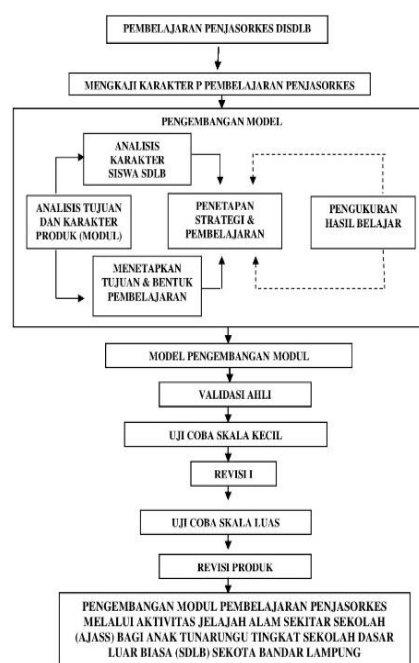 PEMBELAJARAN PENJASORKES DISDLB
MENGKAJI KARAKTER P PEMBELAJARAN PENJASORKES
PENGEMBANGAN MODEL
ANALISIS
KARAKTER
SISWA SDLB
ANALISIS TUJUAN
DAN KARAKTER
PRODUK (MODUL)
PENETAPAN
STRATEGI &
PEMBELAJARAN
PENGUKURAN
HASIL BELAJAR
MENETAPKAN
TUJUAN & BENTUK
PEMBELAJARAN
MODEL PENGEMBANGAN MODUL
VALIDASI AHLI
UJI COBA SKALA KECIL
REVISI I
UJI COBA SKALA LUAS
REVISI PRODUK
PENGEMBANGAN MODUL PEMBELAJARAN PENJASORKES
MELALUI AKTIVITAS JELAJAH ALAM SEKITAR SEKOLAH
(AJASS) BAGI ANAK TUNARUNGU TINGKAT SEKOLAH DASAR
LUAR BIASA (SDLB) SEKOTA BANDAR LAMPUNG